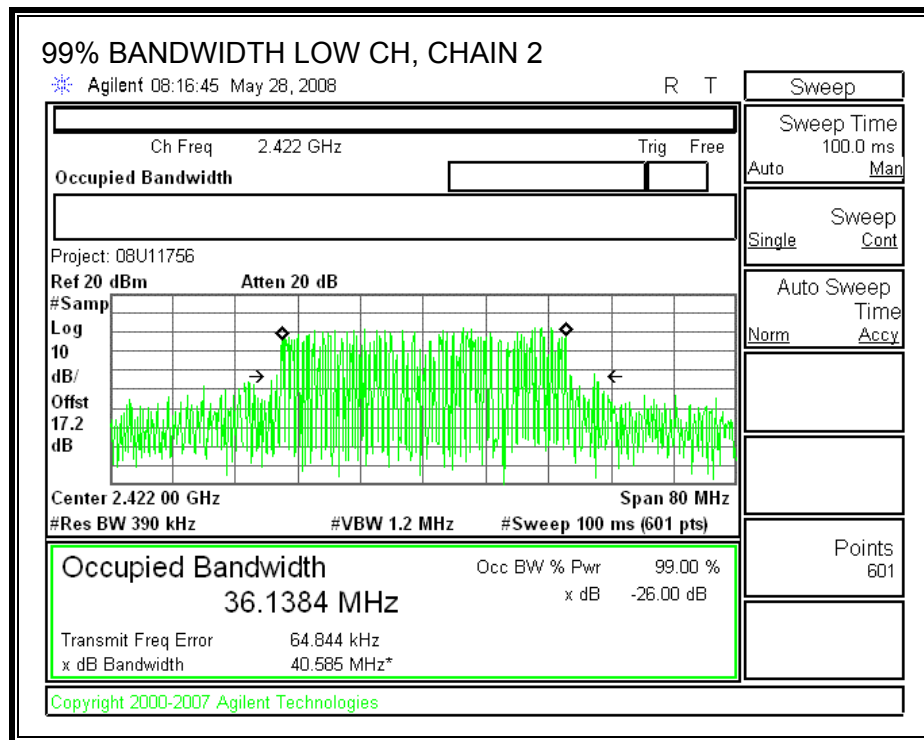 99% BANDWIDTH LOW CH, CHAIN 2
Agilent 08:16:45 May 28, 2008 R T
Ch Freq 2.422 GHz Trig Free
Occupied Bandwidth
Project: 08U11756
Ref 20 dBm Atten 20 dB
#Samp
Log
10
dB/
Offst
17.2
dB
Center 2.422 00 GHz Span 80 MHz
#Res BW 390 kHz #VBW 1.2 MHz #Sweep 100 ms (601 pts)
Occupied Bandwidth Occ BW % Pwr 99.00 %
36.1384 MHz x dB -26.00 dB
Transmit Freq Error 64.844 kHz
x dB Bandwidth 40.585 MHz*
Copyright 2000-2007 Agilent Technologies
Sweep
Sweep Time
100.0 ms
Auto Man
Sweep
Single Cont
Auto Sweep
Time
Norm Accy
Points
601